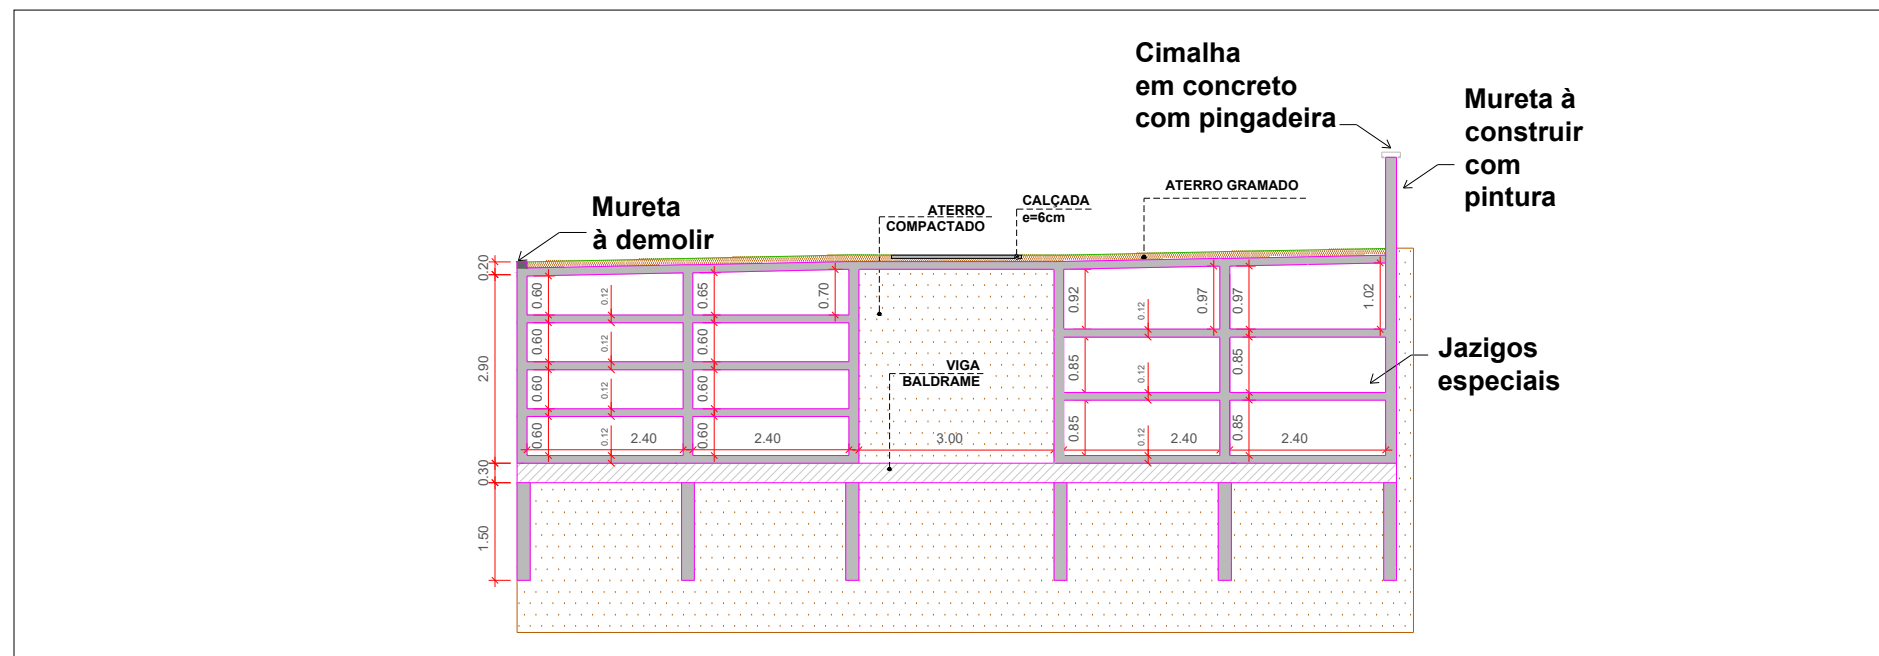 Cimalha
em concreto
com pingadeira
Mureta à
construir
com
pintura
Mureta
à demolir
ATERRO
COMPACTADO
CALÇADA
e=6cm
ATERRO GRAMADO
VIGA
BALDRAME
Jazigos
especiais
0.20
2.90
0.30
1.50
0.60
0.12
0.65
0.70
0.92
0.12
0.97
0.97
1.02
0.60
0.12
0.60
0.85
0.12
0.85
0.60
0.12
0.60
0.60
0.12
2.40
0.60
2.40
3.00
0.85
0.12
2.40
0.85
2.40